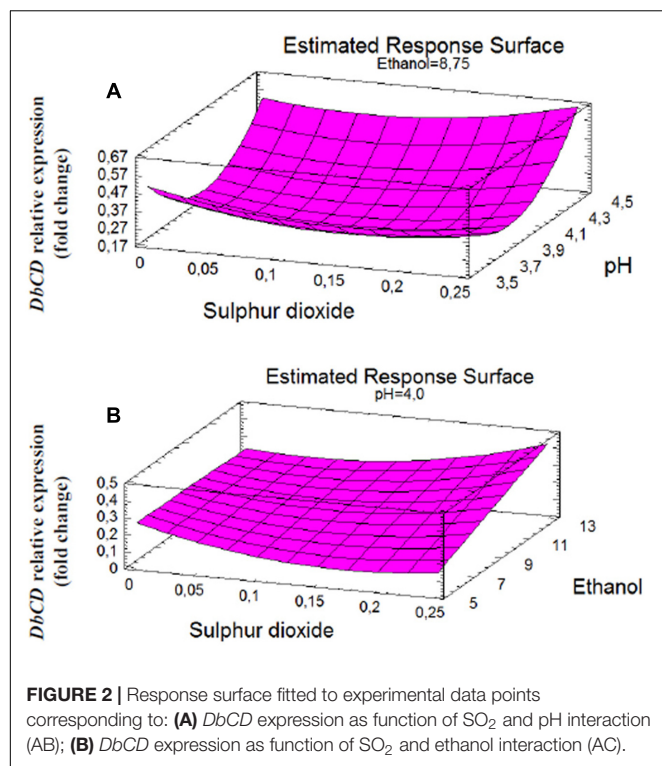 Estimated Response Surface
Ethanol=8,75
A
DbCD relative expression
(fold change)
0,67
0,57
0,47
0,37
0,27
0,17
0
0,05
0,1
0,15
0,2
0,25
Sulphur dioxide
3,5
3,7
3,9
4,1
4,3
4,5
pH
Estimated Response Surface
pH=4,0
B
DbCD relative expression
(fold change)
0,5
0,4
0,3
0,2
0,1
0
0
0,05
0,1
0,15
0,2
0,25
Sulphur dioxide
5
7
9
11
13
Ethanol
FIGURE 2 | Response surface fitted to experimental data points
corresponding to: (A) DbCD expression as function of SO₂ and pH interaction
(AB); (B) DbCD expression as function of SO₂ and ethanol interaction (AC).